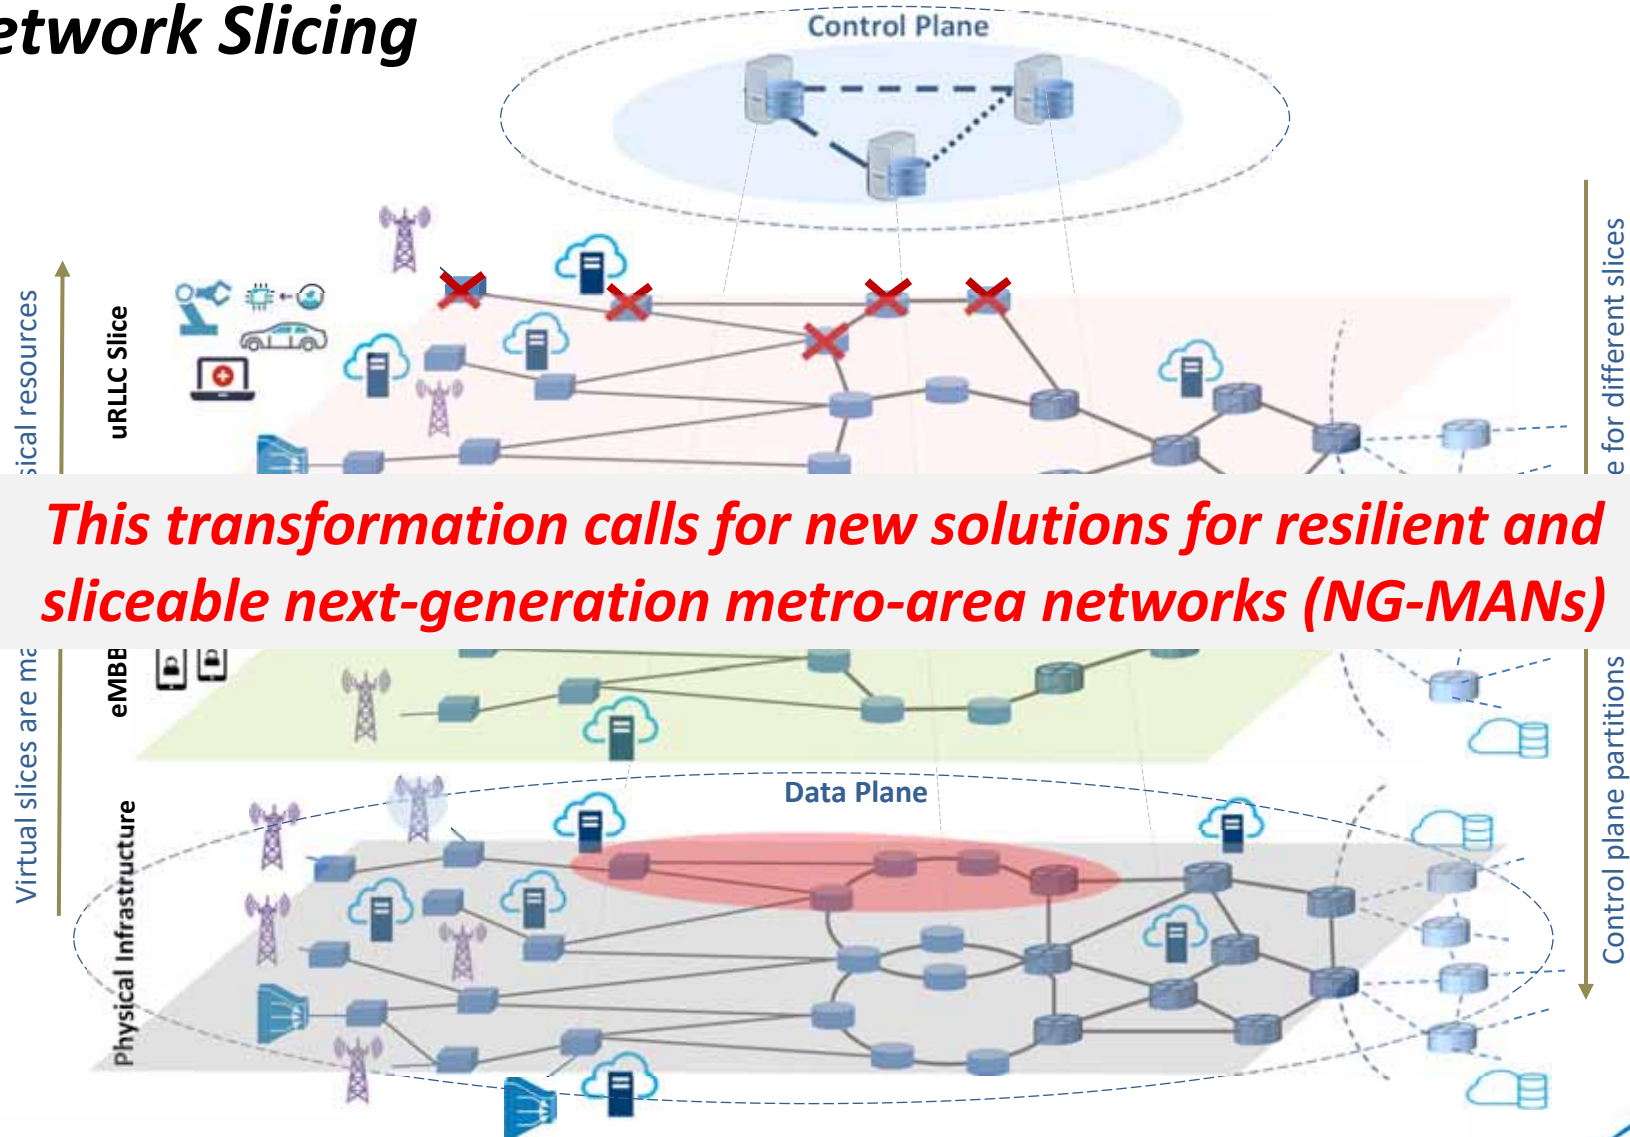 etwork Slicing
Control Plane
uRLLC Slice
sical resources
e for different slices
This transformation calls for new solutions for resilient and
sliceable next-generation metro-area networks (NG-MANs)
eMBB
Virtual slices are ma
Control plane partitions
Data Plane
Physical Infrastructure